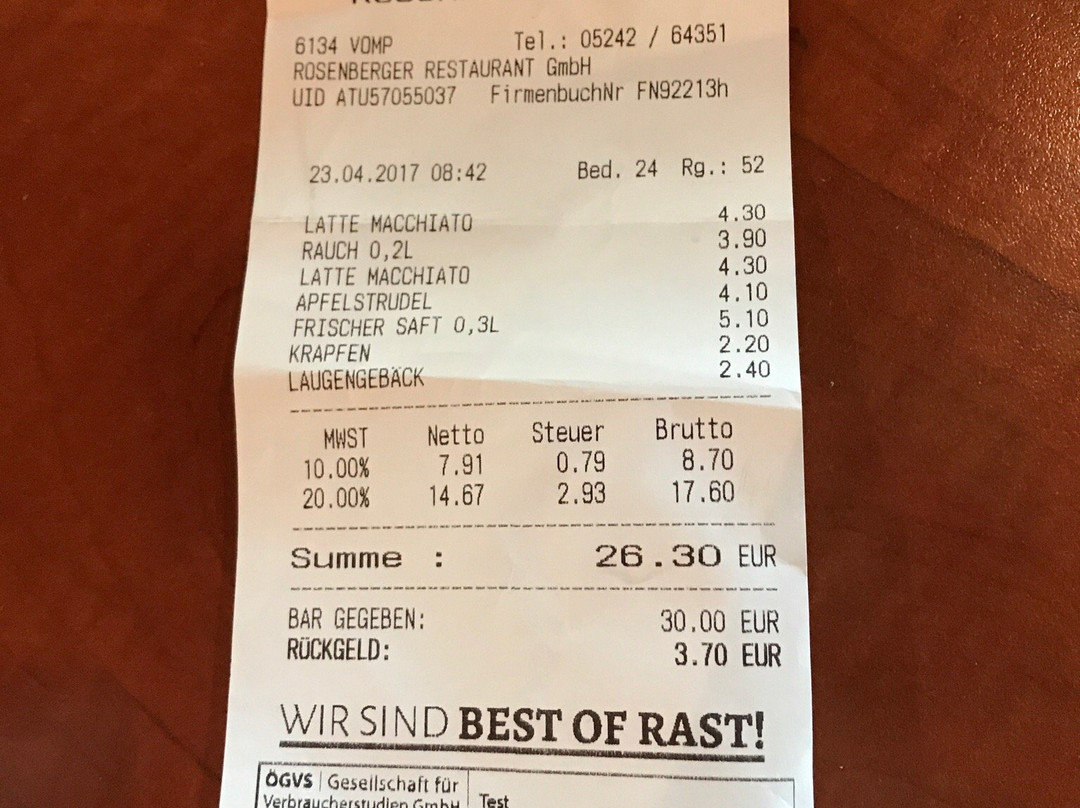 6134 VOMP Tel.: 05242 / 64351
ROSENBERGER RESTAURANT GmbH
UID ATU57055037 FirmenbuchNr FN92213h
23.04.2017 08:42 Bed. 24 Rg.: 52
LATTE MACCHIATO 4.30
RAUCH 0,2L 3.90
LATTE MACCHIATO 4.30
APFELSTRUDEL 4.10
FRISCHER SAFT 0,3L 5.10
KRAPFEN 2.20
LAUGENGEBÄCK 2.40
MWST Netto Steuer Brutto
10.00% 7.91 0.79 8.70
20.00% 14.67 2.93 17.60
Summe : 26.30 EUR
BAR GEGEBEN: 30.00 EUR
RÜCKGELD: 3.70 EUR
WIR SIND BEST OF RAST!
ÖGVS | Gesellschaft für
Verbraucherstudien GmbH Test